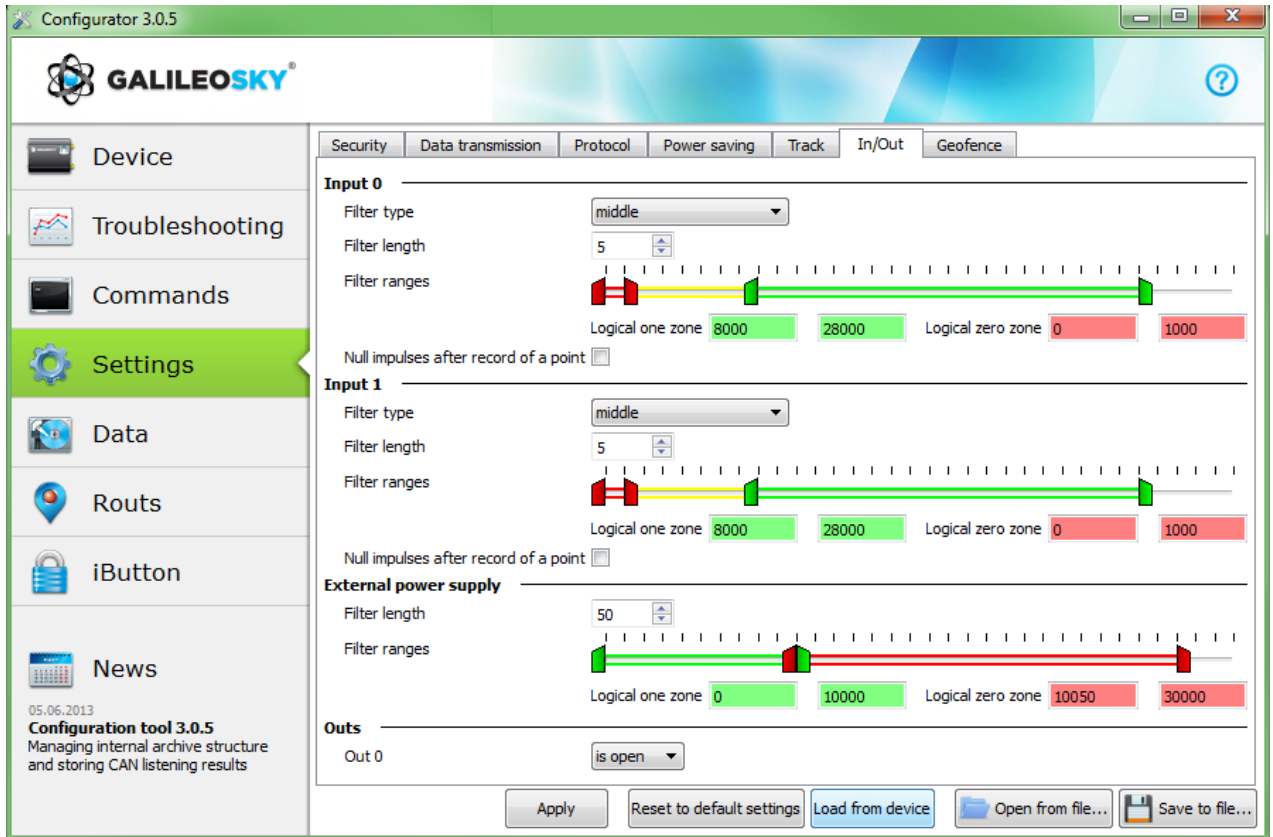 Configurator 3.0.5
GALILEOSKY®
?
Device
Troubleshooting
Commands
Settings
Data
Routs
iButton
News
05.06.2013
Configuration tool 3.0.5
Managing internal archive structure
and storing CAN listening results
Security Data transmission Protocol Power saving Track In/Out Geofence
Input 0
Filter type middle
Filter length 5
Filter ranges
Logical one zone 8000 28000 Logical zero zone 0 1000
Null impulses after record of a point
Input 1
Filter type middle
Filter length 5
Filter ranges
Logical one zone 8000 28000 Logical zero zone 0 1000
Null impulses after record of a point
External power supply
Filter length 50
Filter ranges
Logical one zone 0 10000 Logical zero zone 10050 30000
Outs
Out 0 is open
Apply Reset to default settings Load from device Open from file... Save to file...